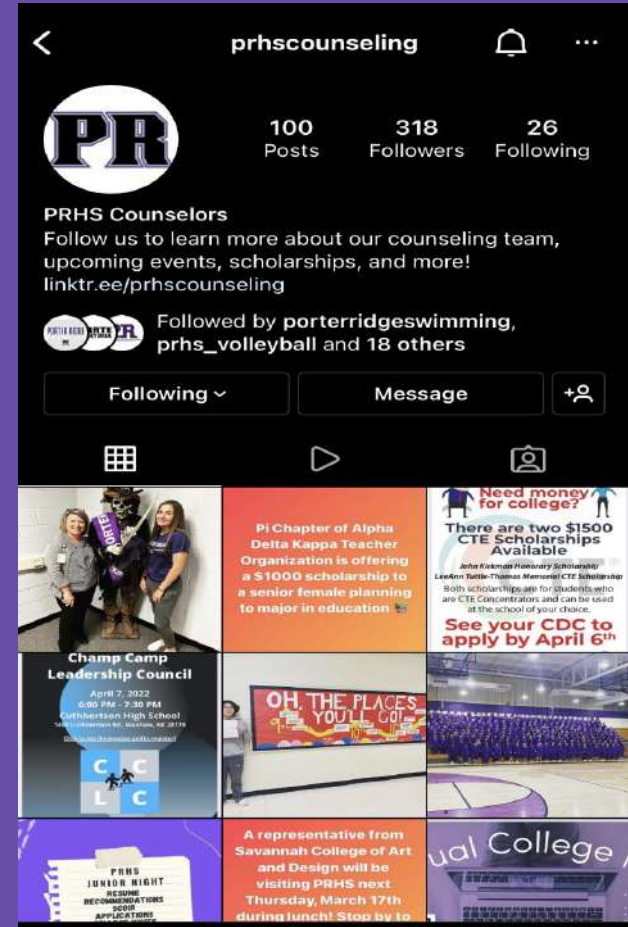 prhscounseling
PR
100
Posts
318
Followers
26
Following
PRHS Counselors
Follow us to learn more about our counseling team,
upcoming events, scholarships, and more!
linktr.ee/prhscounseling
PORTER RIDGE
PR
Followed by porterridgeswimming,
prhs_volleyball and 18 others
Following
Message
PORTE
Pi Chapter of Alpha
Delta Kappa Teacher
Organization is offering
a $1000 scholarship to
a senior female planning
to major in education
Need money
for college?
There are two $1500
CTE Scholarships
Available
John Kirkman Honorary Scholarship
LeeAnn Tuttle-Thomas Memorial CTE Scholarship
Both scholarships are for students who
are CTE Concentrators and can be used
at the school of your choice.
See your CDC to
apply by April 6th
Champ Camp
Leadership Council
April 7, 2022
6:00 PM - 7:30 PM
Cuthbertson High School
C C
L C
OH, THE PLACES
YOU'LL GO!
PRHS
JUNIOR NIGHT
RESUME
RECOMMENDATIONS
SCOIR
APPLICATIONS
A representative from
Savannah College of Art
and Design will be
visiting PRHS next
Thursday, March 17th
during lunch! Stop by to
ual College